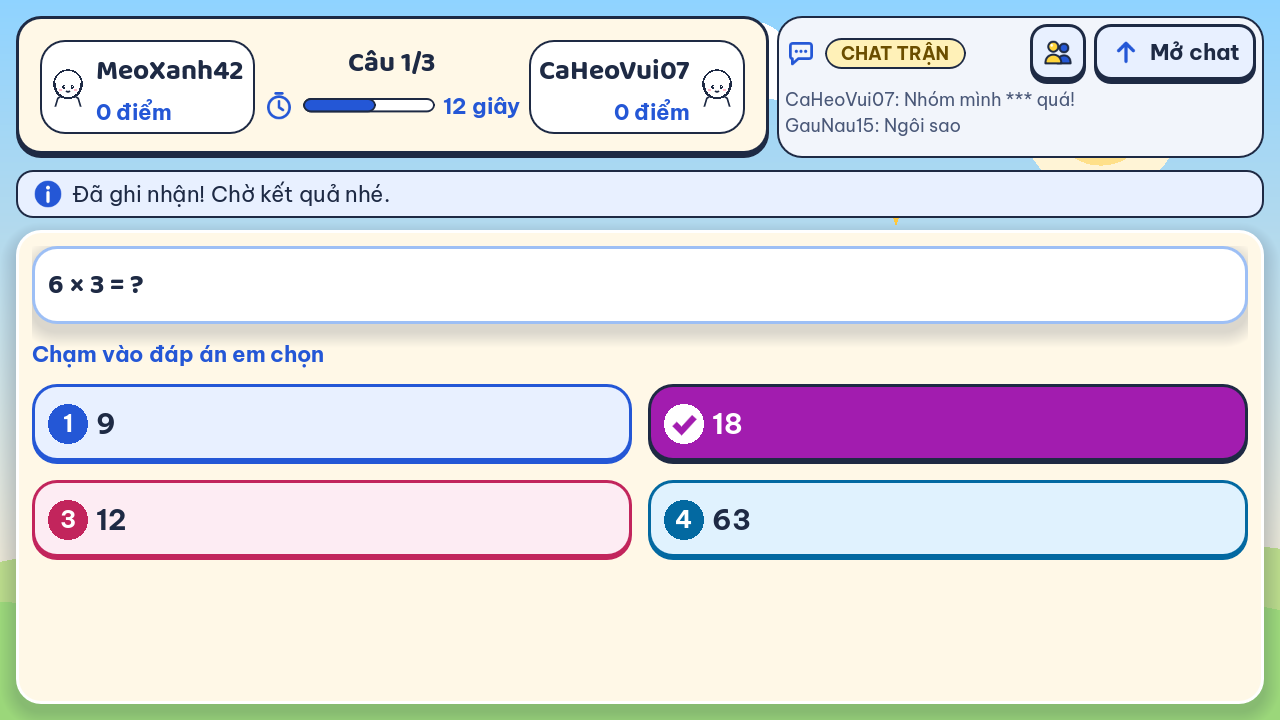 MeoXanh42
0 điểm
Câu 1/3
12 giây
CaHeoVui07
0 điểm
CHAT TRẬN
Mở chat
CaHeoVui07: Nhóm mình *** quá!
GauNau15: Ngôi sao
Đã ghi nhận! Chờ kết quả nhé.
6 × 3 = ?
Chạm vào đáp án em chọn
1 9
18
3 12
4 63